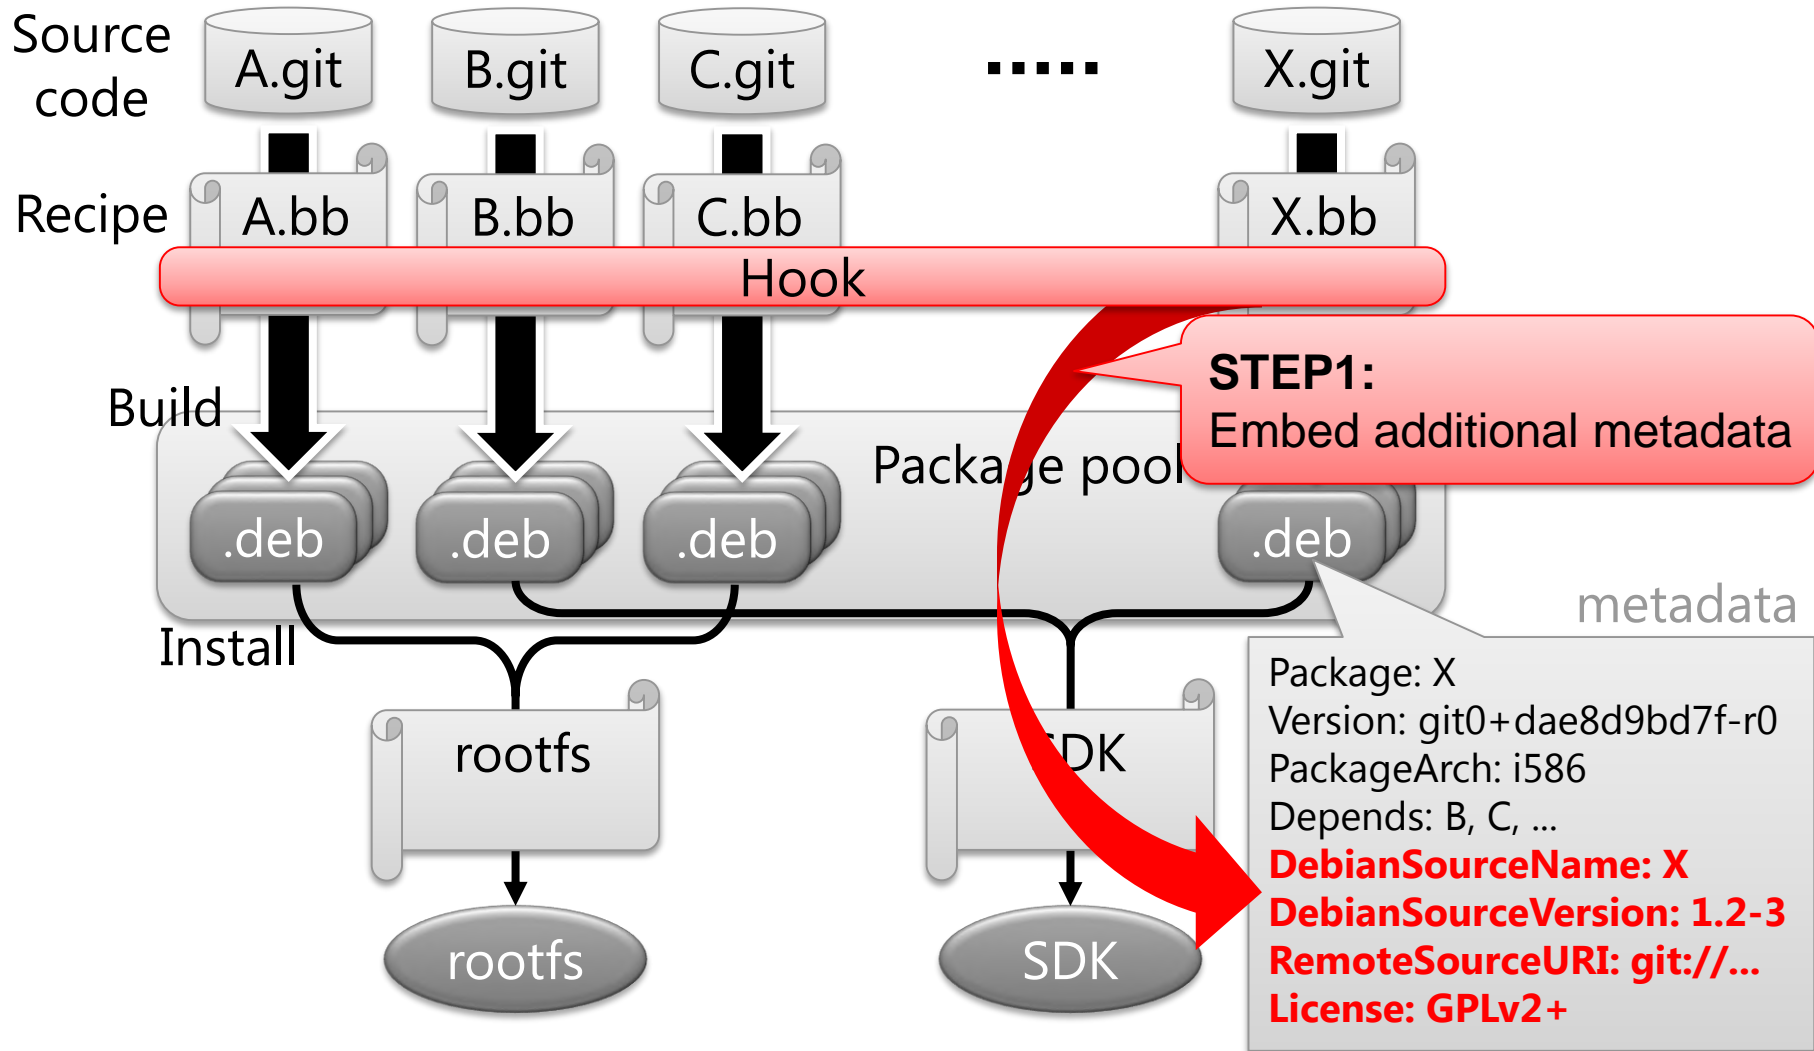 Source
code
A.git
B.git
C.git
X.git
Recipe
A.bb
B.bb
C.bb
X.bb
Hook
STEP1:
Embed additional metadata
Build
Package pool
.deb
.deb
.deb
.deb
metadata
Install
Package: X
Version: git0+dae8d9bd7f-r0
PackageArch: i586
Depends: B, C, ...
DebianSourceName: X
DebianSourceVersion: 1.2-3
RemoteSourceURI: git://...
License: GPLv2+
rootfs
SDK
rootfs
SDK